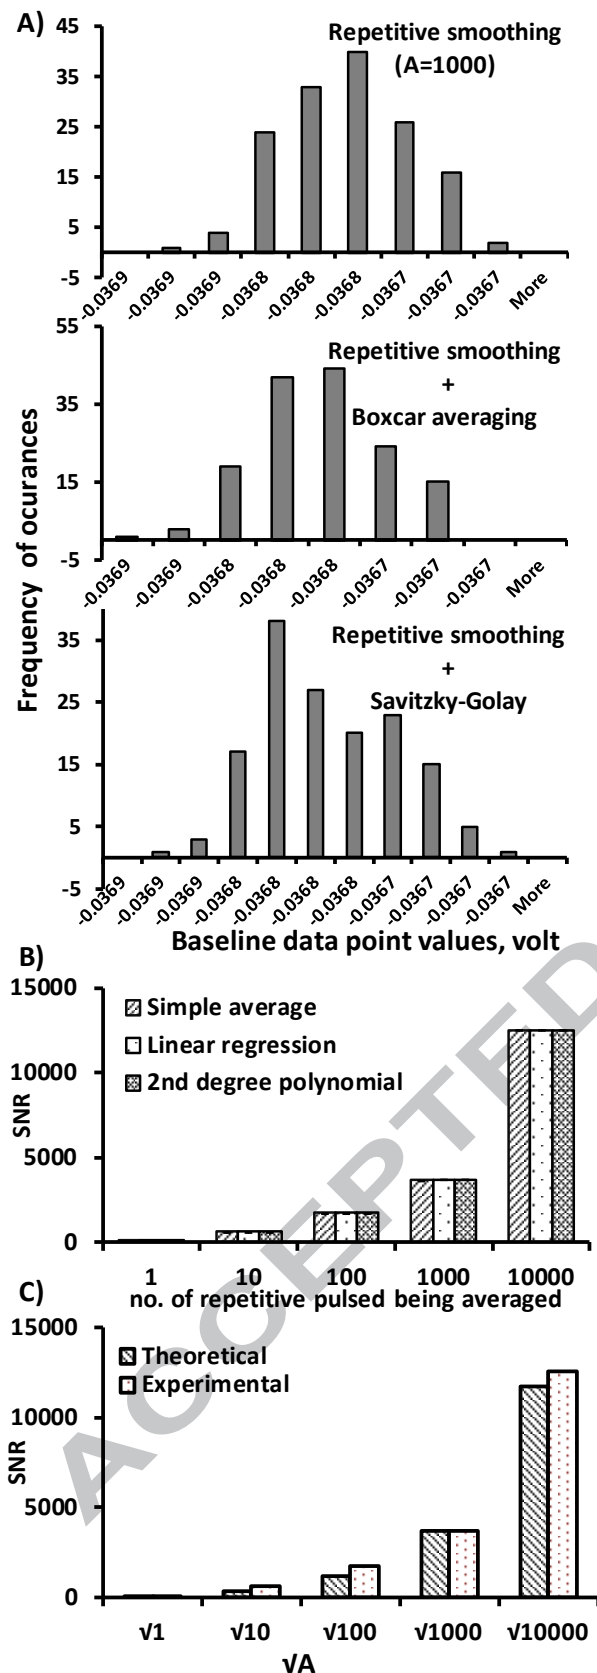 A)
Repetitive smoothing
(A=1000)
45
35
25
15
5
-5
-0.0369
-0.0369
-0.0369
-0.0368
-0.0368
-0.0368
-0.0367
-0.0367
-0.0367
More
Repetitive smoothing
+
Boxcar averaging
55
35
15
-5
-0.0369
-0.0369
-0.0368
-0.0368
-0.0368
-0.0367
-0.0367
-0.0367
More
Frequency of ocurances
Repetitive smoothing
+
Savitzky-Golay
35
25
15
5
-5
-0.0369
-0.0369
-0.0369
-0.0368
-0.0368
-0.0368
-0.0368
-0.0367
-0.0367
-0.0367
-0.0367
More
Baseline data point values, volt
B)
15000
10000
5000
0
SNR
Simple average
Linear regression
2nd degree polynomial
1 10 100 1000 10000
no. of repetitive pulsed being averaged
C)
15000
10000
5000
0
SNR
Theoretical
Experimental
√1 √10 √100 √1000 √10000
√A
ACCEPTED